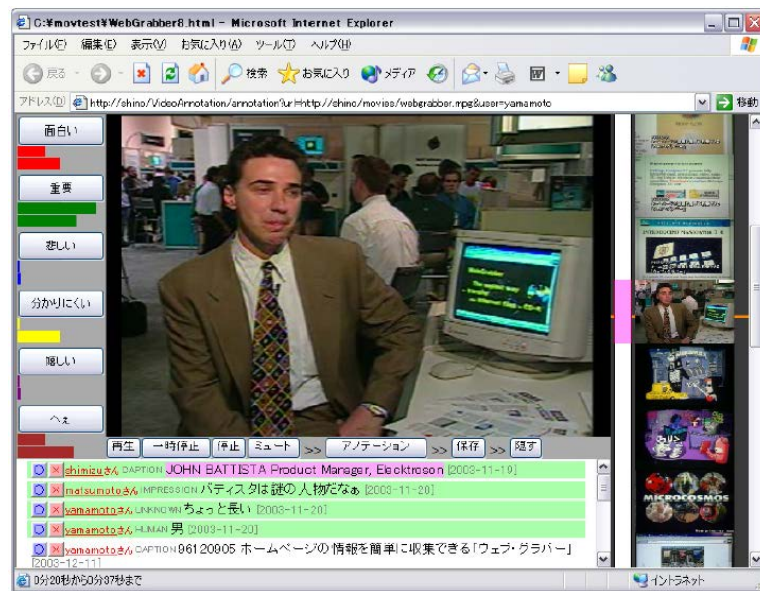 C:¥movtest¥WebGrabber8.html - Microsoft Internet Explorer
ファイル(F) 編集(E) 表示(V) お気に入り(A) ツール(T) ヘルプ(H)
戻る 検索 お気に入り メディア
アドレス(D) http://shino/VideoAnnotation/annotation?url=http://shino/movies/webgrabber.mpg&user=yamamoto 移動
面白い
重要
悲しい
分かりにくい
嬉しい
へぇ
WebGrabber
MICROCOSMOS
再生 一時停止 停止 ミュート >> アノテーション >> 保存 >> 隠す
shimizuさん CAPTION JOHN BATTISTA Product Manager, Elecktroson [2003-11-19]
matsumotoさん IMPRESSION バティスタは謎の人物だなぁ [2003-11-20]
yamamotoさん UNKNOWN ちょっと長い [2003-11-20]
yamamotoさん HUMAN 男 [2003-11-20]
yamamotoさん CAPTION 96120905 ホームページの情報を簡単に収集できる「ウェブ・グラバー」
[2003-12-11]
0分20秒から0分37秒まで イントラネット